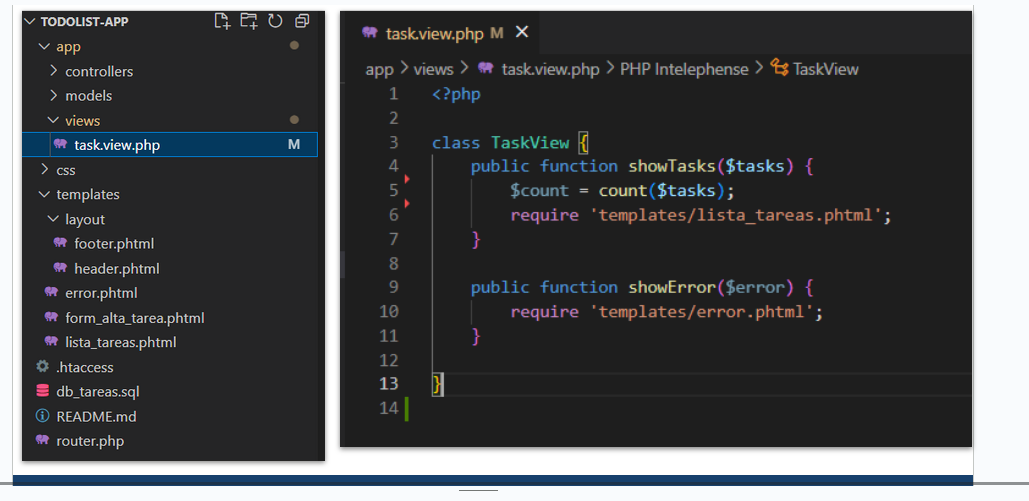 TODOLIST-APP
app
controllers
models
views
task.view.php M
css
templates
layout
footer.phtml
header.phtml
error.phtml
form_alta_tarea.phtml
lista_tareas.phtml
.htaccess
db_tareas.sql
README.md
router.php
task.view.php M
app > views > task.view.php > PHP Intelephense > TaskView
1 <?php
2
3 class TaskView {
4 public function showTasks($tasks) {
5 $count = count($tasks);
6 require 'templates/lista_tareas.phtml';
7 }
8
9 public function showError($error) {
10 require 'templates/error.phtml';
11 }
12
13 }
14